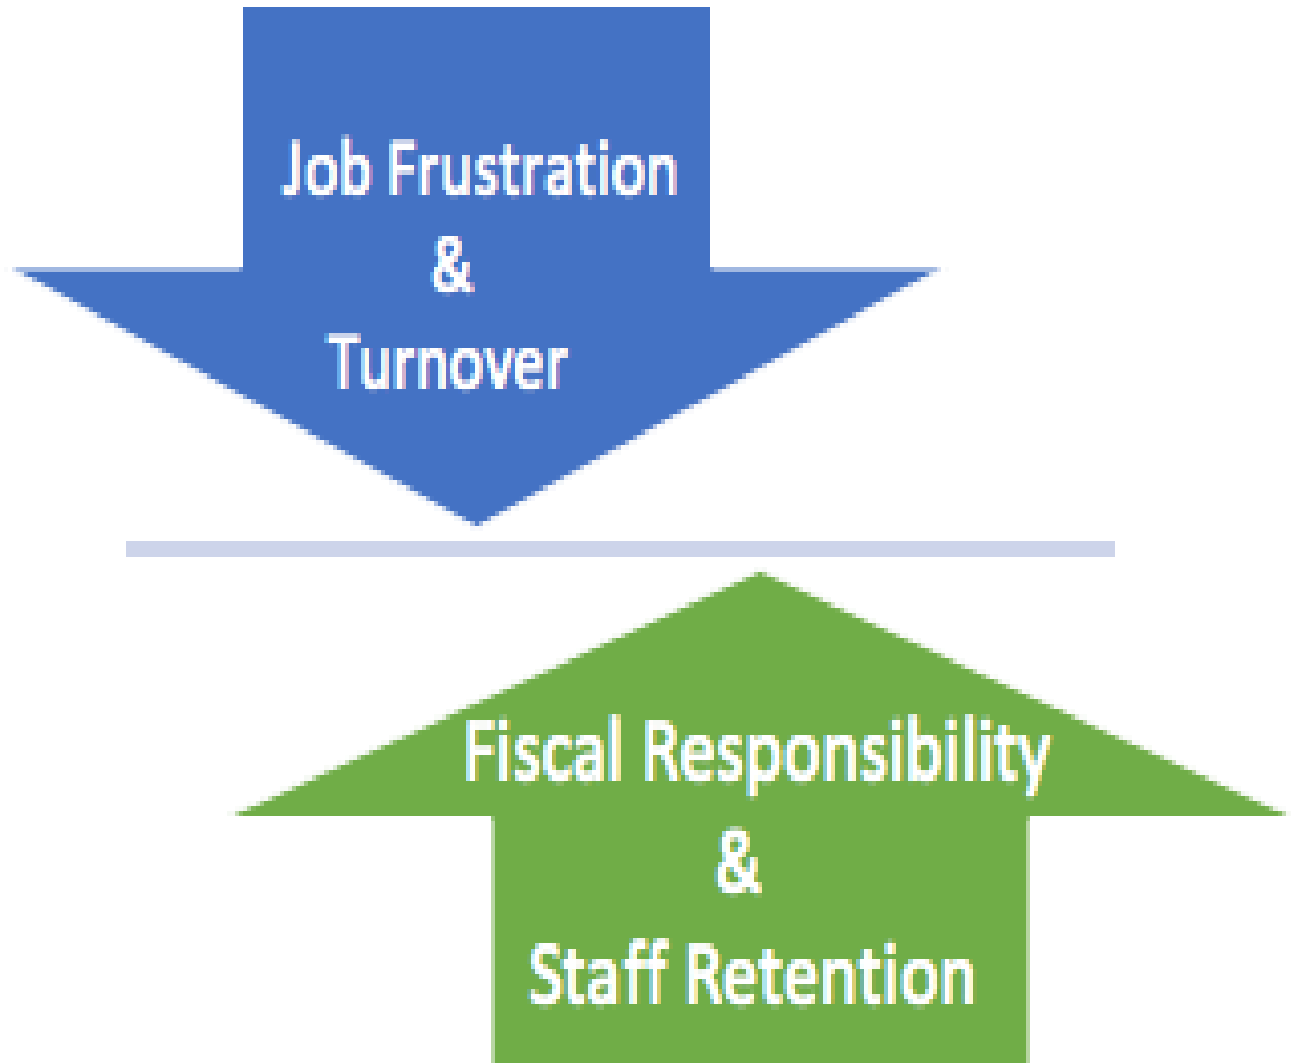 Job Frustration
&
Turnover
Fiscal Responsibility
&
Staff Retention